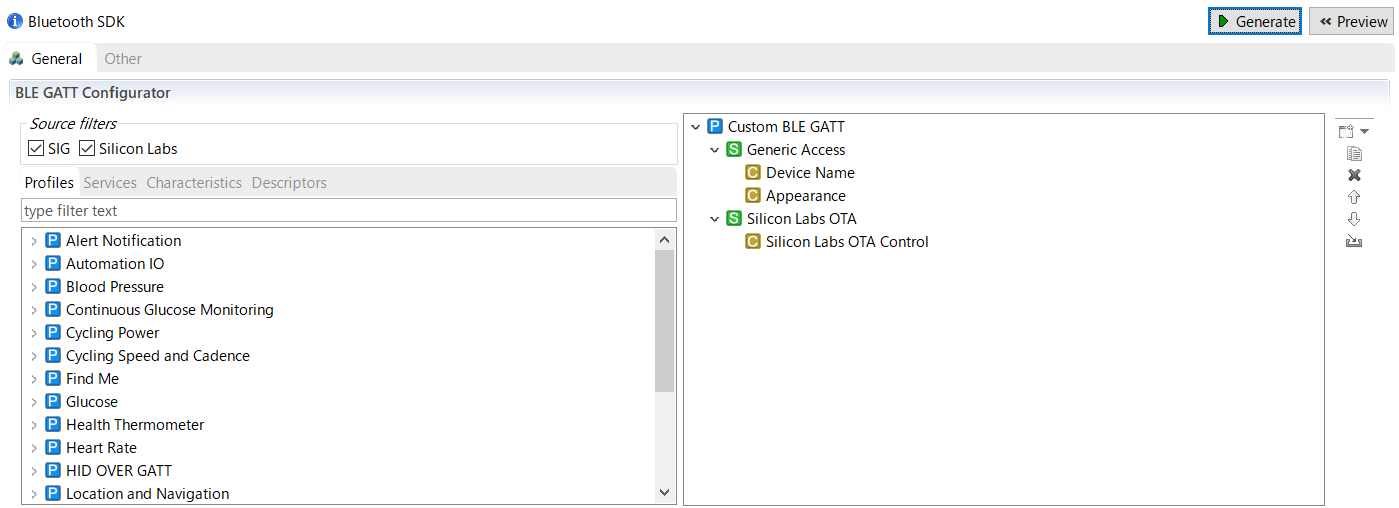 Bluetooth SDK
Generate
Preview
General
Other
BLE GATT Configurator
Source filters
SIG
Silicon Labs
Profiles
Services
Characteristics
Descriptors
type filter text
P Alert Notification
P Automation IO
P Blood Pressure
P Continuous Glucose Monitoring
P Cycling Power
P Cycling Speed and Cadence
P Find Me
P Glucose
P Health Thermometer
P Heart Rate
P HID OVER GATT
P Location and Navigation
P Custom BLE GATT
S Generic Access
C Device Name
C Appearance
S Silicon Labs OTA
C Silicon Labs OTA Control